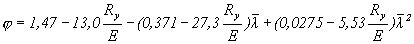 φ = 1,47 − 13,0 R_y/E − (0,371 − 27,3 R_y/E) λ̄ + (0,0275 − 5,53 R_y/E) λ̄ ²